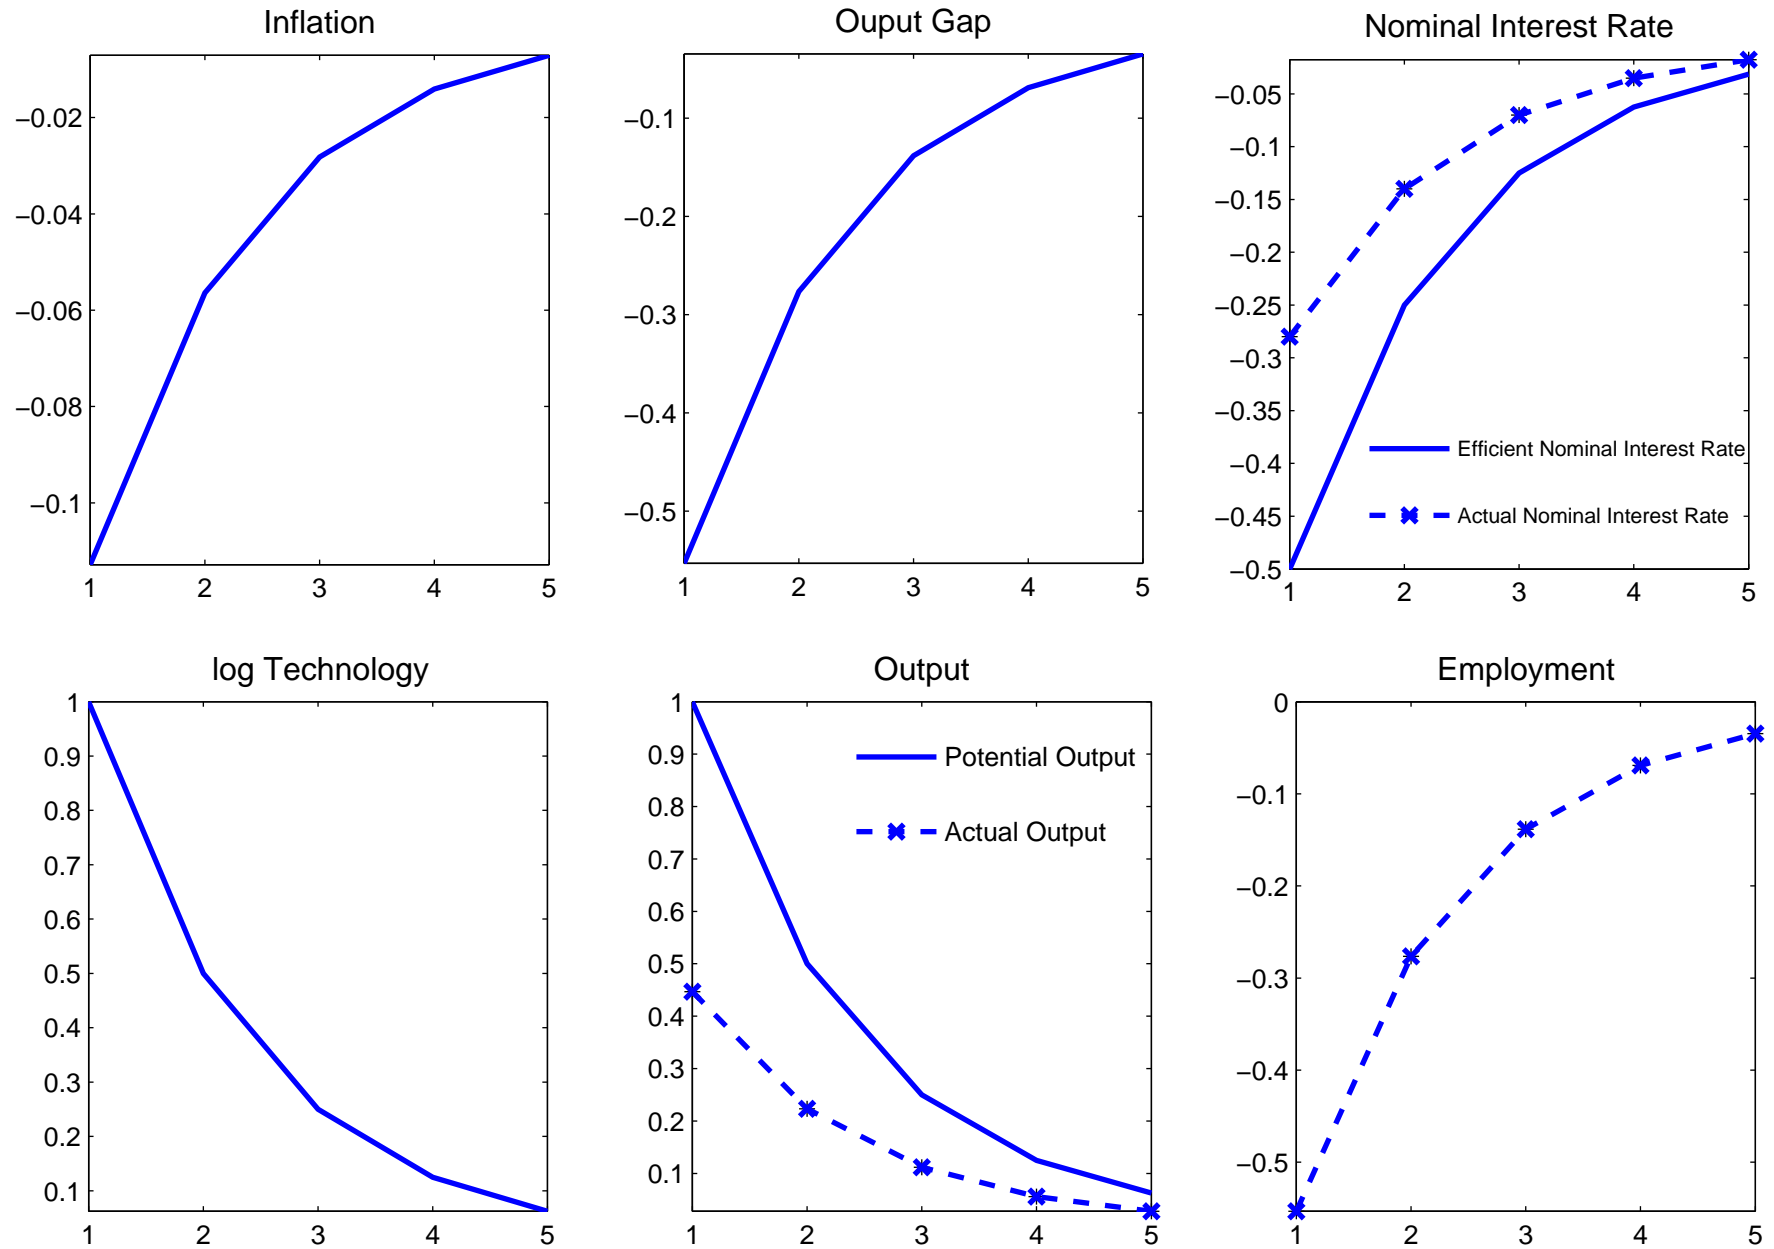 Inflation
−0.02
−0.04
−0.06
−0.08
−0.1
1 2 3 4 5
Ouput Gap
−0.1
−0.2
−0.3
−0.4
−0.5
1 2 3 4 5
Nominal Interest Rate
−0.05
−0.1
−0.15
−0.2
−0.25
−0.3
−0.35
−0.4
−0.45
−0.5
Efficient Nominal Interest Rate
Actual Nominal Interest Rate
1 2 3 4 5
log Technology
1
0.9
0.8
0.7
0.6
0.5
0.4
0.3
0.2
0.1
1 2 3 4 5
Output
1
0.9
0.8
0.7
0.6
0.5
0.4
0.3
0.2
0.1
Potential Output
Actual Output
1 2 3 4 5
Employment
0
−0.1
−0.2
−0.3
−0.4
−0.5
1 2 3 4 5